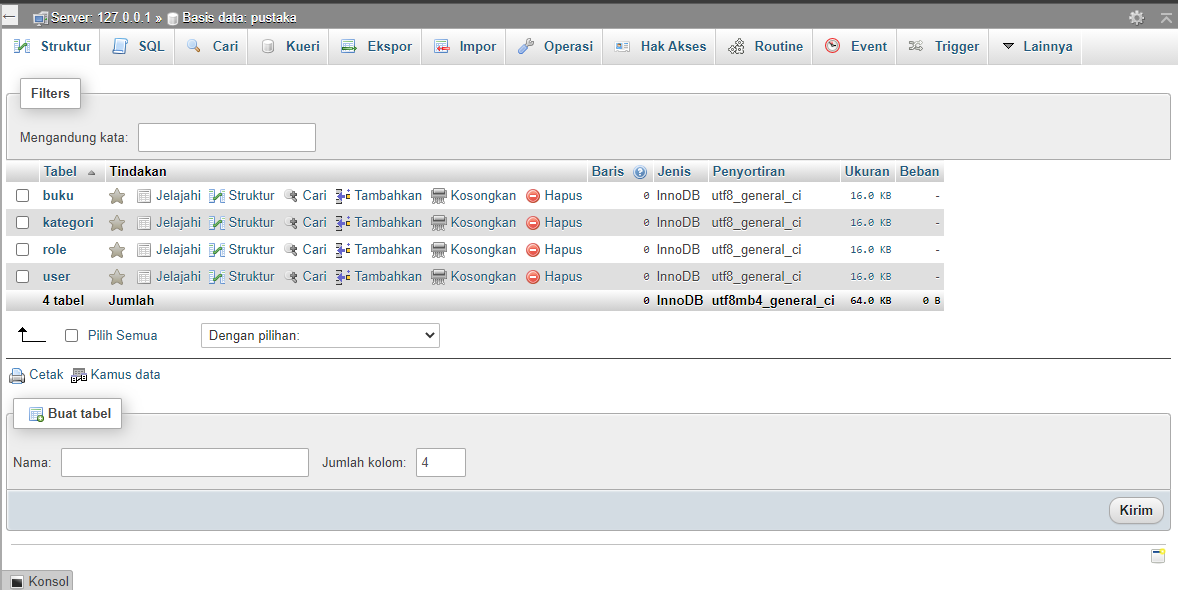 Server: 127.0.0.1 » Basis data: pustaka
Struktur SQL Cari Kueri Ekspor Impor Operasi Hak Akses Routine Event Trigger Lainnya
Filters
Mengandung kata:
Tabel Tindakan Baris Jenis Penyortiran Ukuran Beban
buku Jelajahi Struktur Cari Tambahkan Kosongkan Hapus 0 InnoDB utf8_general_ci 16.0 KB -
kategori Jelajahi Struktur Cari Tambahkan Kosongkan Hapus 0 InnoDB utf8_general_ci 16.0 KB -
role Jelajahi Struktur Cari Tambahkan Kosongkan Hapus 0 InnoDB utf8_general_ci 16.0 KB -
user Jelajahi Struktur Cari Tambahkan Kosongkan Hapus 0 InnoDB utf8_general_ci 16.0 KB -
4 tabel Jumlah 0 InnoDB utf8mb4_general_ci 64.0 KB 0 B
Pilih Semua Dengan pilihan:
Cetak Kamus data
Buat tabel
Nama: Jumlah kolom: 4
Kirim
Konsol